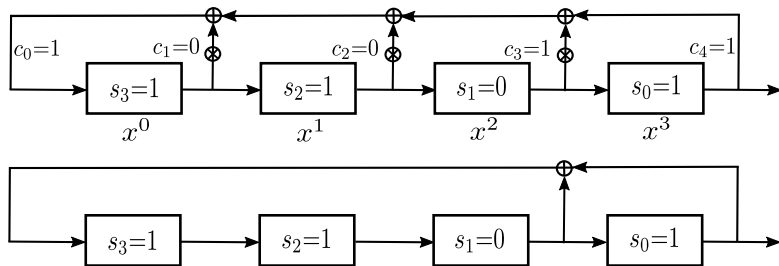 c₀=1 c₁=0 c₂=0 c₃=1 c₄=1
s₃=1 s₂=1 s₁=0 s₀=1
x⁰ x¹ x² x³
s₃=1 s₂=1 s₁=0 s₀=1